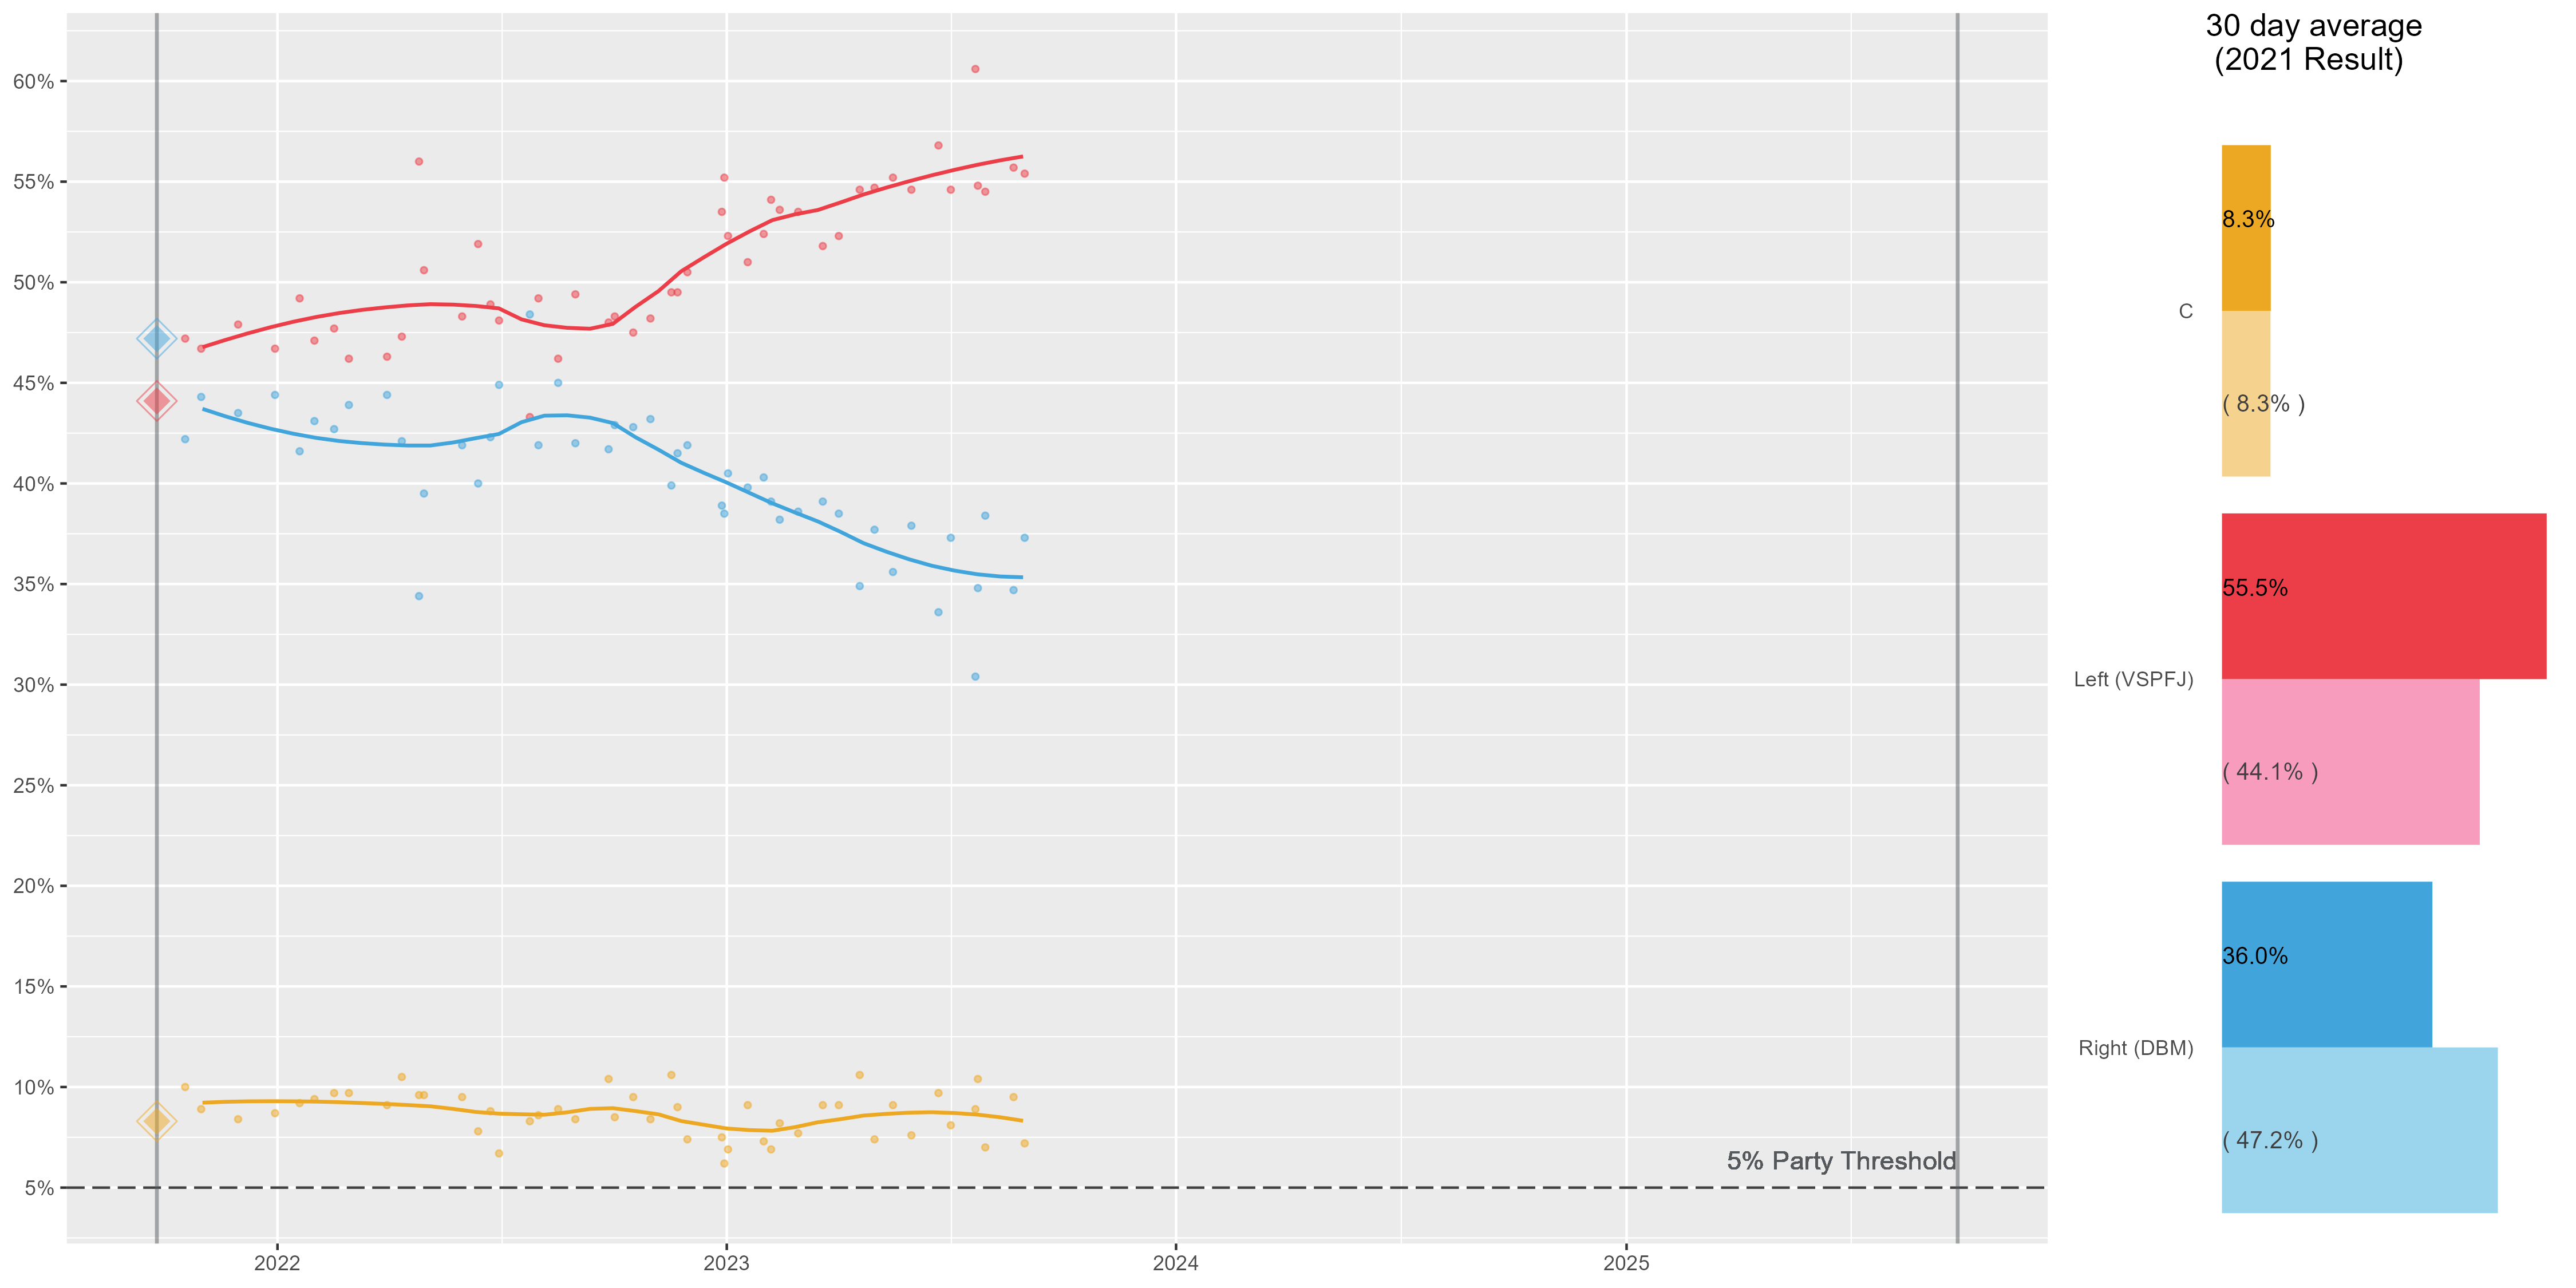 30 day average
(2021 Result)
60%
55%
50%
45%
40%
35%
30%
25%
20%
15%
10%
5%
2022
2023
2024
2025
5% Party Threshold
C
8.3%
( 8.3% )
Left (VSPFJ)
55.5%
( 44.1% )
Right (DBM)
36.0%
( 47.2% )